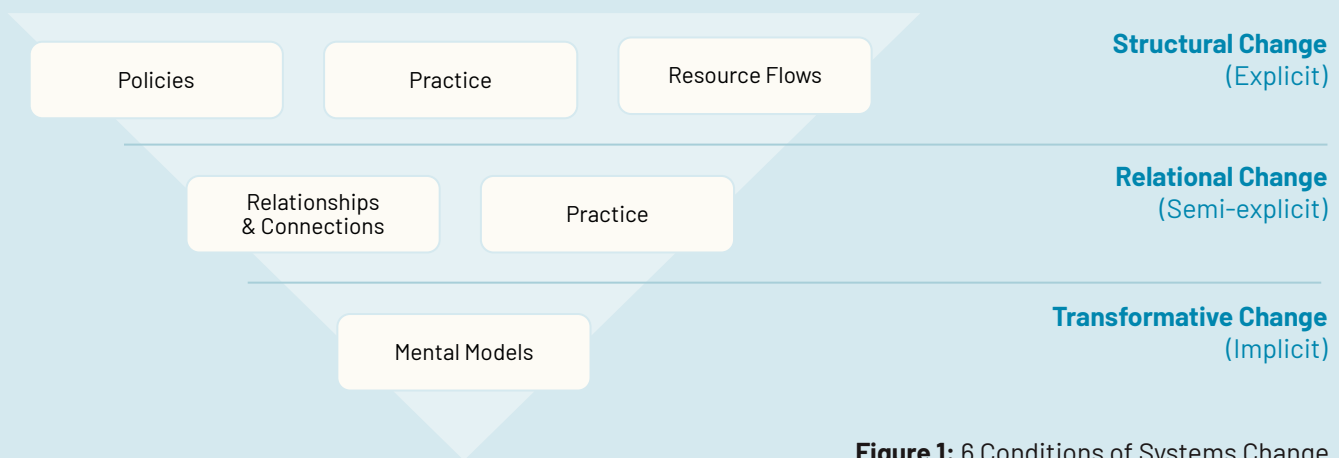 Policies
Practice
Resource Flows
Structural Change
(Explicit)
Relationships
& Connections
Practice
Relational Change
(Semi-explicit)
Mental Models
Transformative Change
(Implicit)
Figure 1: 6 Conditions of Systems Change